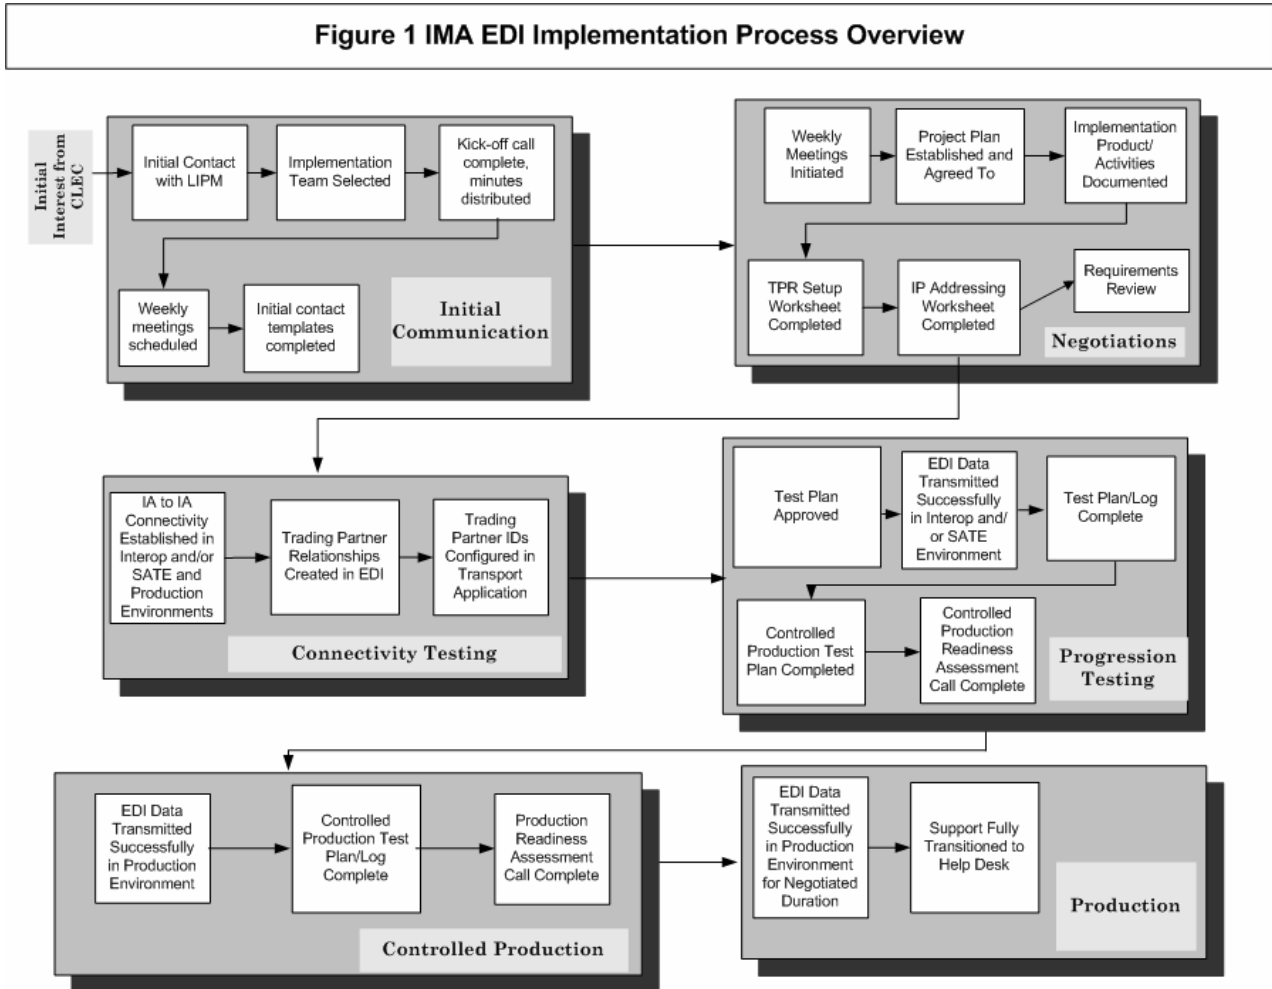 Figure 1 IMA EDI Implementation Process Overview
Initial
Interest from
CLEC
Initial Contact
with LIPM
Implementation
Team Selected
Kick-off call
complete,
minutes
distributed
Weekly
meetings
scheduled
Initial contact
templates
completed
Initial
Communication
Weekly
Meetings
Initiated
Project Plan
Established and
Agreed To
Implementation
Product/
Activities
Documented
TPR Setup
Worksheet
Completed
IP Addressing
Worksheet
Completed
Requirements
Review
Negotiations
IA to IA
Connectivity
Established in
Interop and/or
SATE and
Production
Environments
Trading Partner
Relationships
Created in EDI
Trading
Partner IDs
Configured in
Transport
Application
Connectivity Testing
Test Plan
Approved
EDI Data
Transmitted
Successfully
in Interop and/
or SATE
Environment
Test Plan/Log
Complete
Controlled
Production Test
Plan Completed
Controlled
Production
Readiness
Assessment
Call Complete
Progression
Testing
EDI Data
Transmitted
Successfully
in Production
Environment
Controlled
Production Test
Plan/Log
Complete
Production
Readiness
Assessment
Call Complete
Controlled Production
EDI Data
Transmitted
Successfully
in Production
Environment
for Negotiated
Duration
Support Fully
Transitioned to
Help Desk
Production